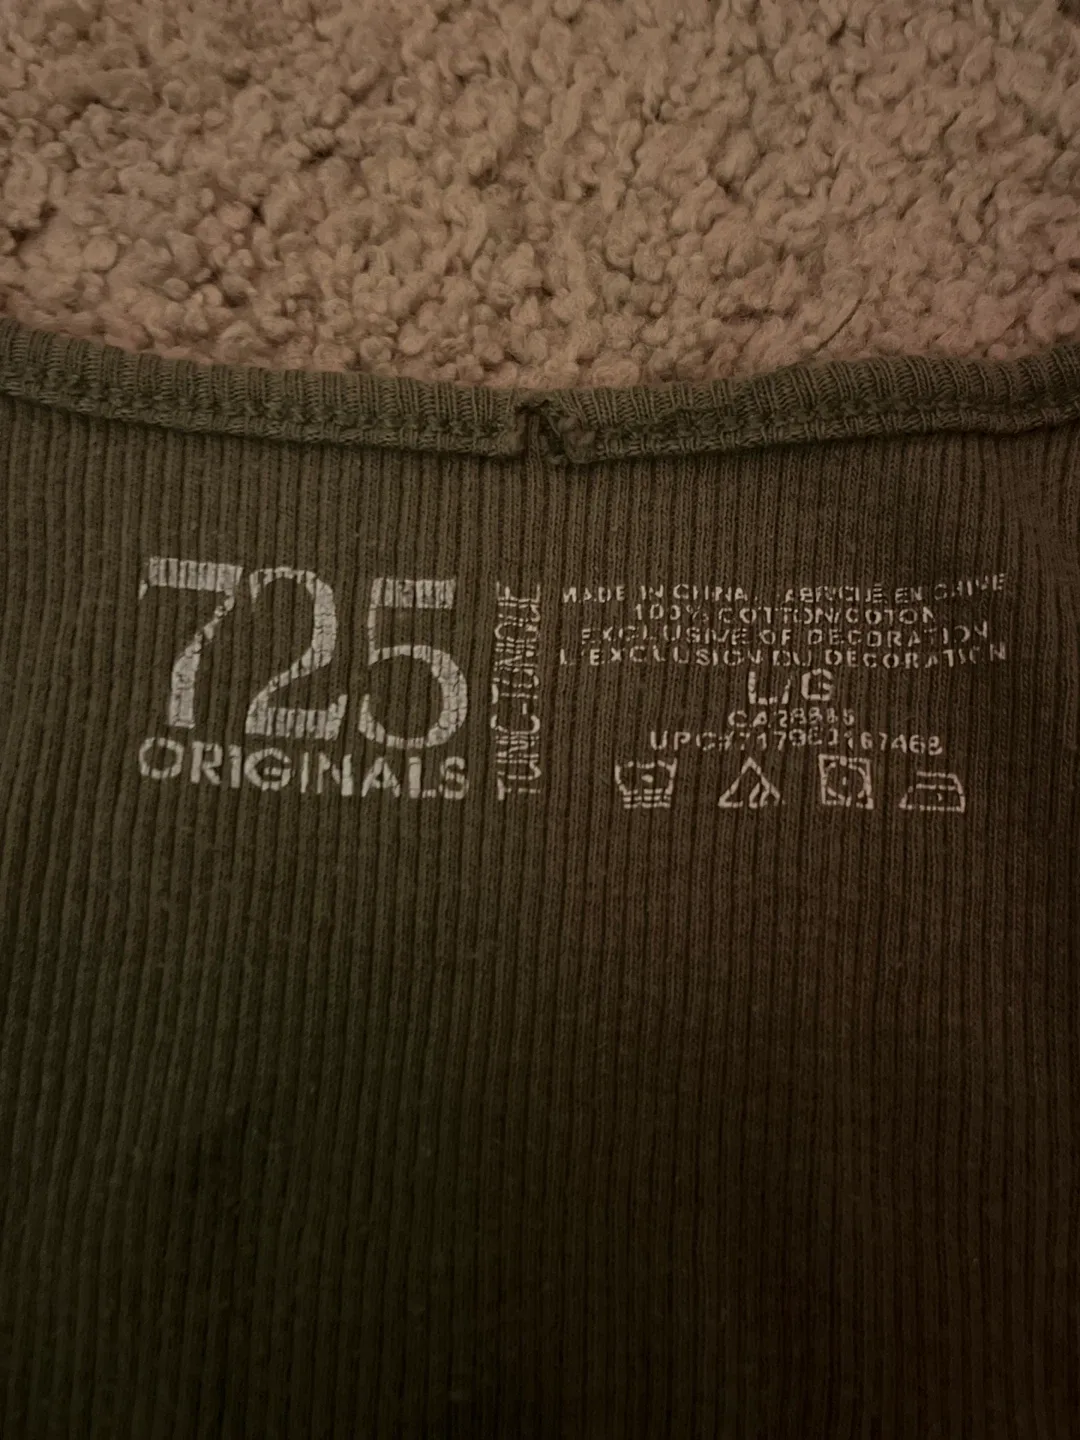 725
ORIGINALS
TUNIC-TUNIQUE
MADE IN CHINA. FABRIQUÉ EN CHINE
100% COTTON/COTON
EXCLUSIVE OF DECORATION
L'EXCLUSION DU DECORATION
L/G
UPC#